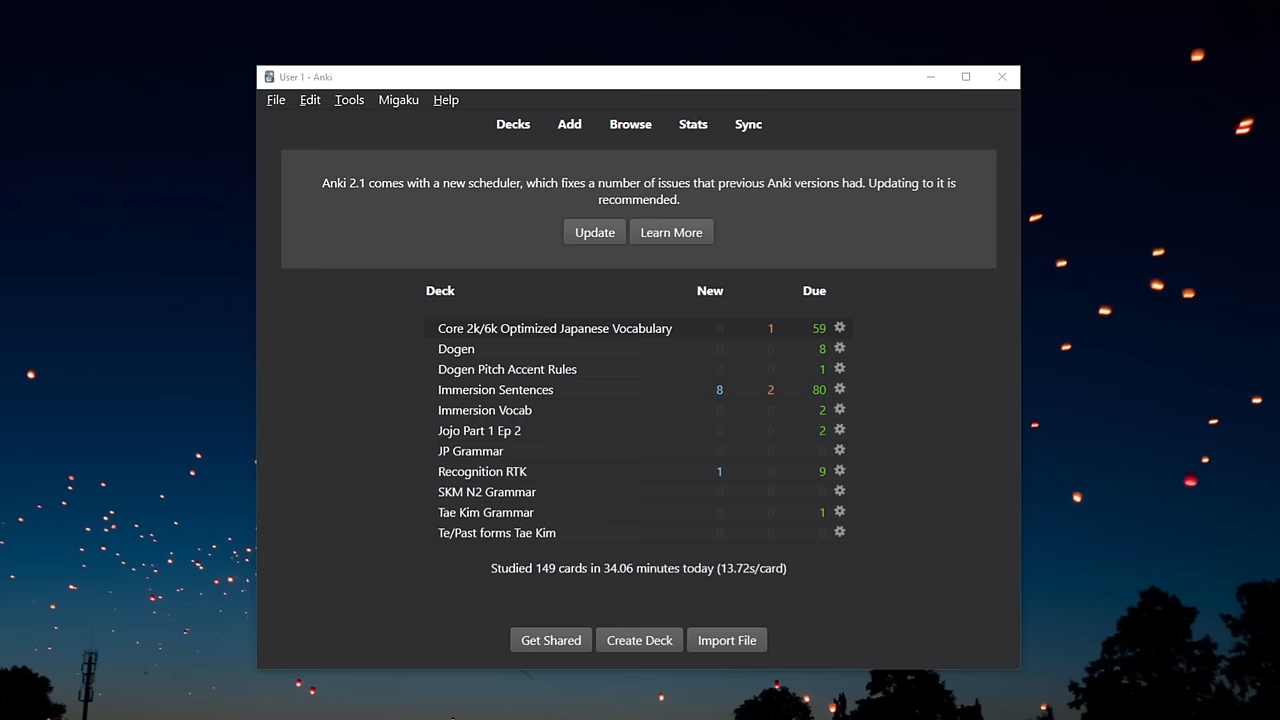 User 1 - Anki
File Edit Tools Migaku Help
Decks Add Browse Stats Sync
Anki 2.1 comes with a new scheduler, which fixes a number of issues that previous Anki versions had. Updating to it is
recommended.
Update Learn More
Deck New Due
Core 2k/6k Optimized Japanese Vocabulary 0 1 59
Dogen 0 0 8
Dogen Pitch Accent Rules 0 0 1
Immersion Sentences 8 2 80
Immersion Vocab 0 0 2
Jojo Part 1 Ep 2 0 0 2
JP Grammar 0 0 0
Recognition RTK 1 0 9
SKM N2 Grammar 0 0 0
Tae Kim Grammar 0 0 1
Te/Past forms Tae Kim 0 0 0
Studied 149 cards in 34.06 minutes today (13.72s/card)
Get Shared Create Deck Import File